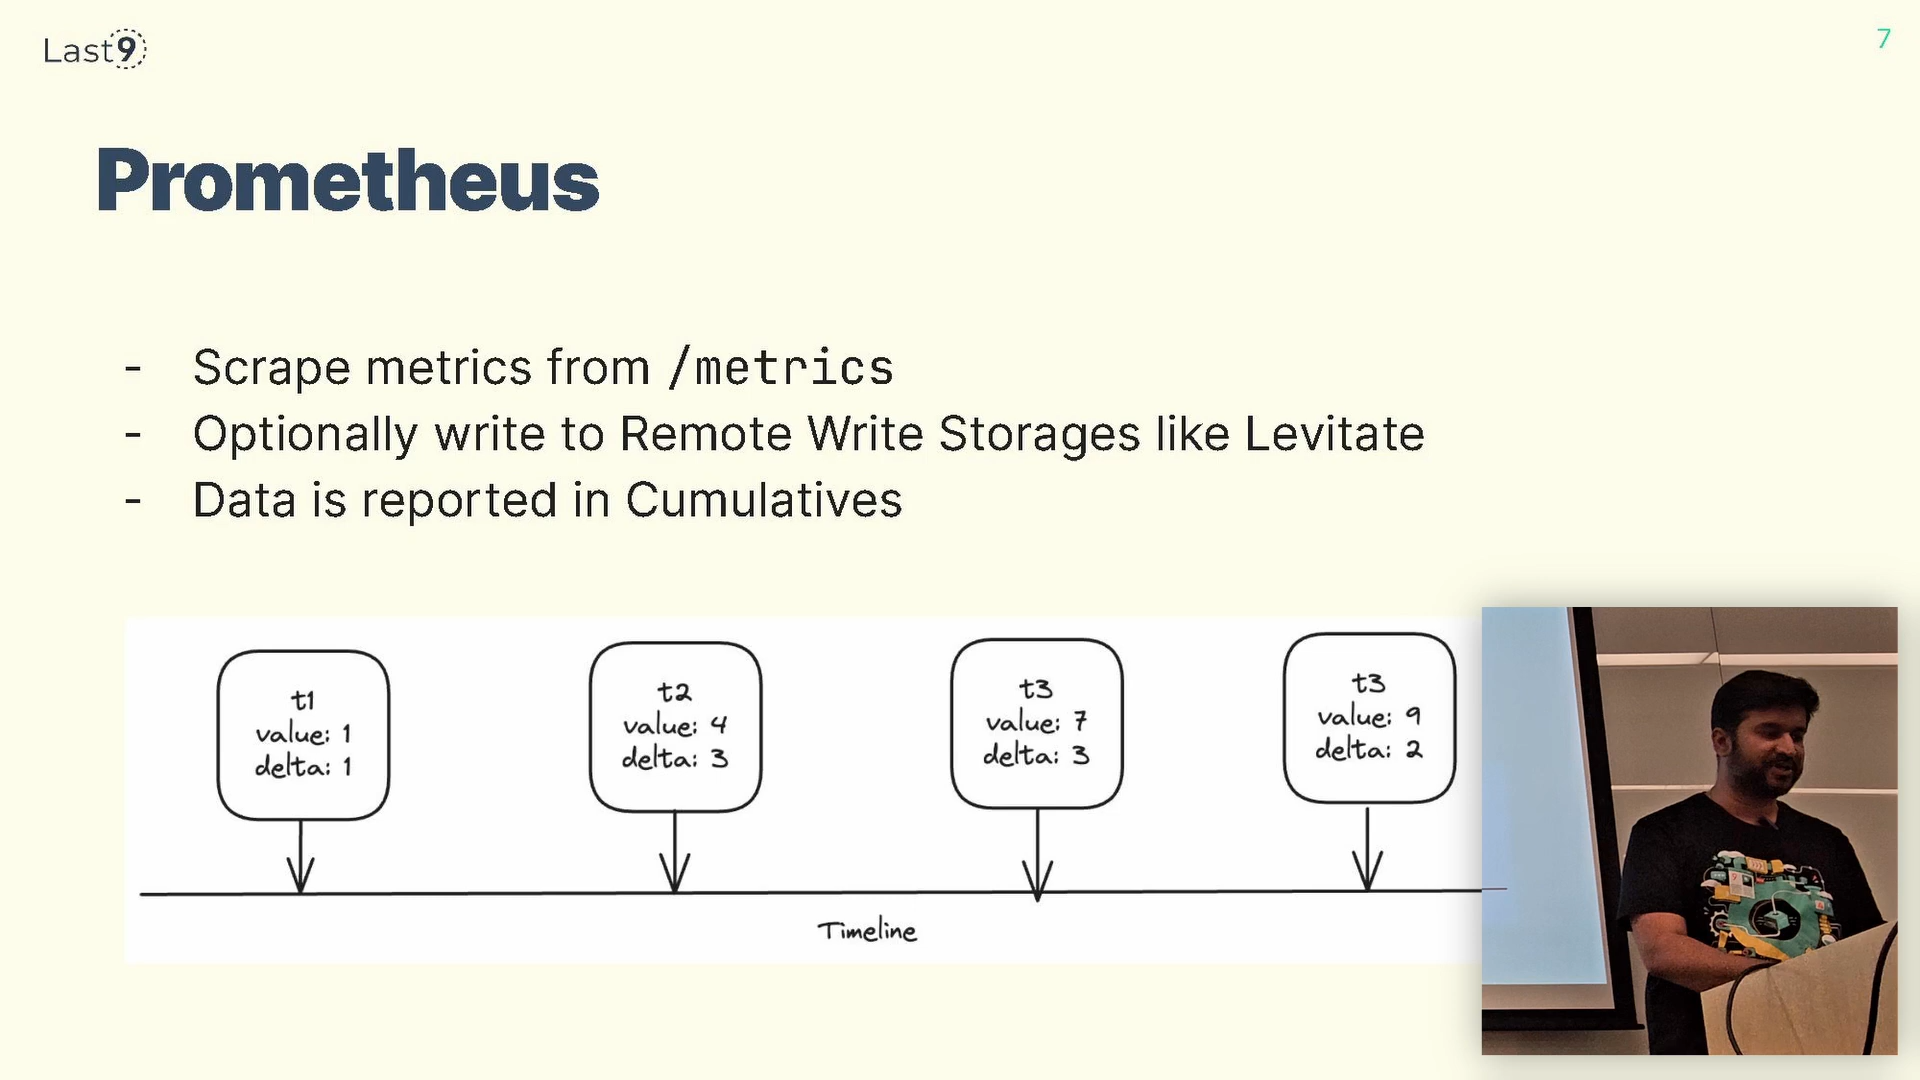 Last9
7
Prometheus
- Scrape metrics from /metrics
- Optionally write to Remote Write Storages like Levitate
- Data is reported in Cumulatives
t1
value: 1
delta: 1
t2
value: 4
delta: 3
t3
value: 7
delta: 3
t3
value: 9
delta: 2
Timeline